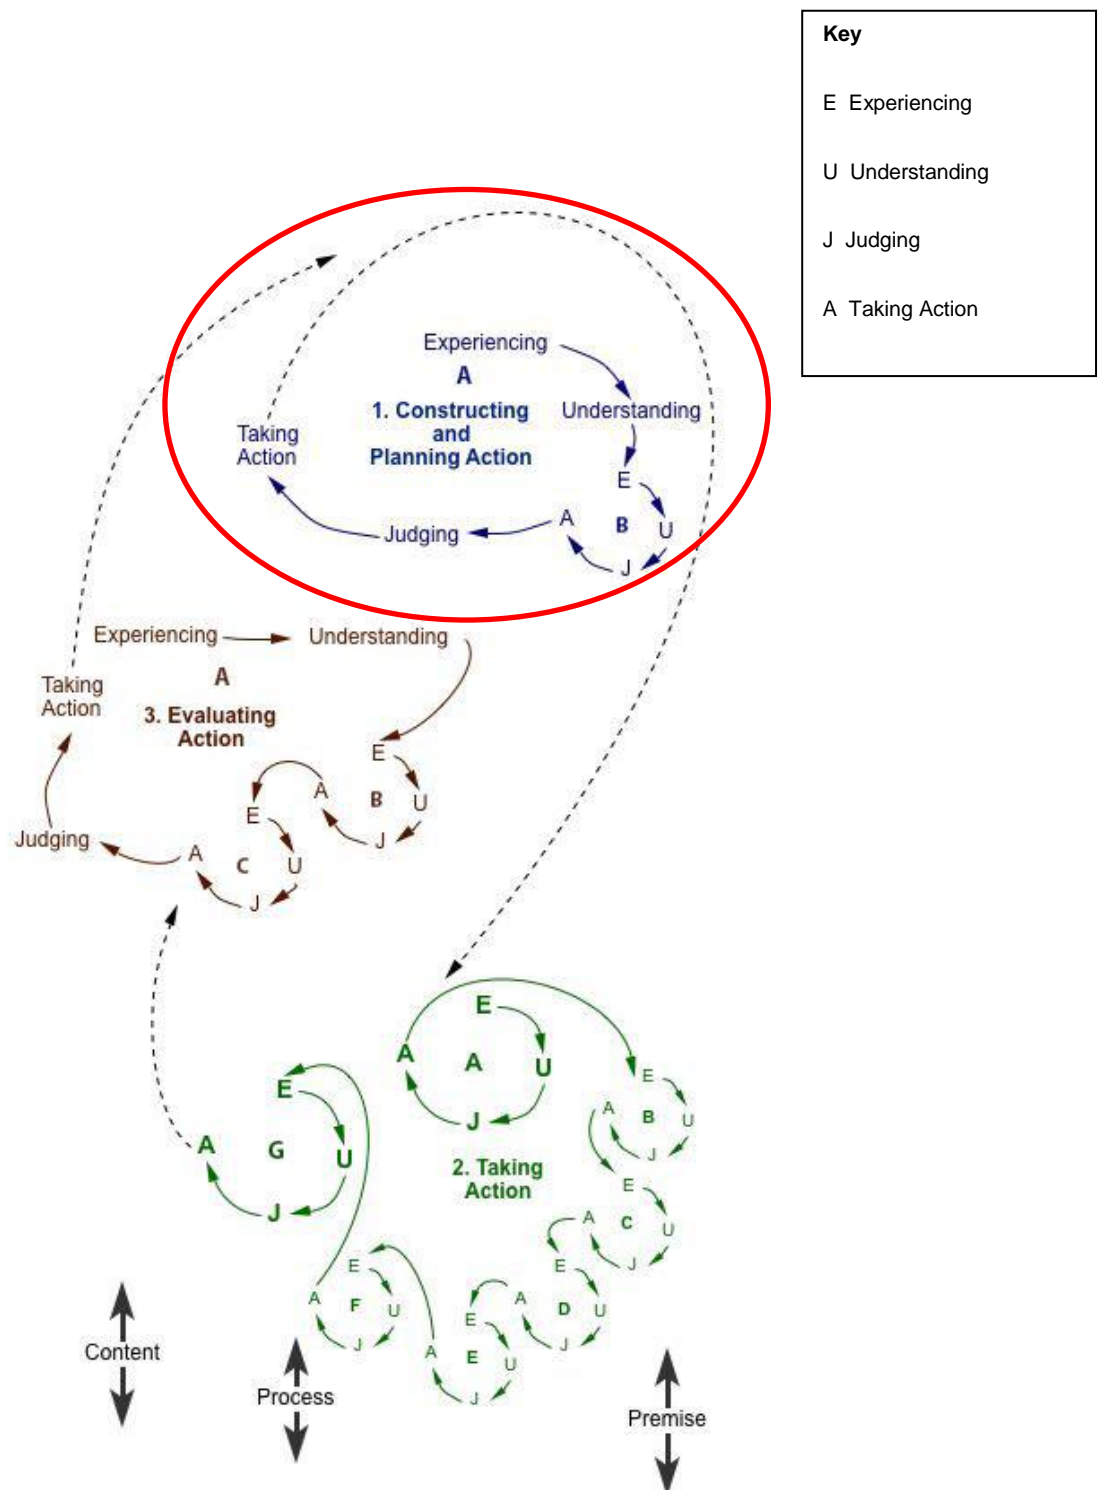 Key
E Experiencing
U Understanding
J Judging
A Taking Action
Experiencing
A
1. Constructing
and
Planning Action
Understanding
Taking
Action
E
U
B
A
J
Judging
Experiencing
Understanding
A
Taking
Action
3. Evaluating
Action
E
U
B
A
J
E
U
C
A
J
Judging
E
A
A
U
J
2. Taking
Action
E
A
B
U
J
E
A
C
U
J
E
A
D
U
J
E
A
E
U
J
E
A
F
U
J
E
A
G
U
J
Content
Process
Premise